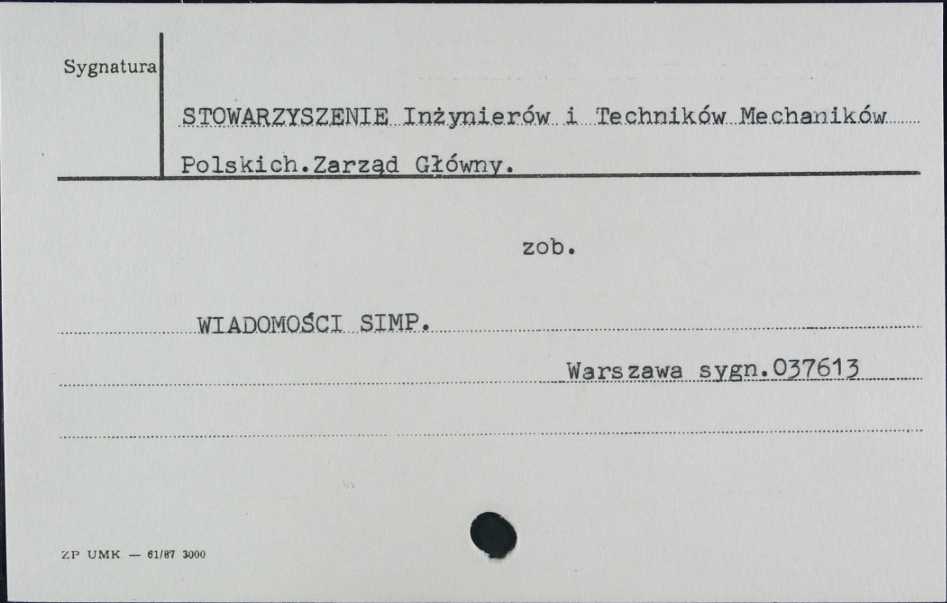 Sygnatura
STOWARZYSZENIE Inżynierów i Techników Mechaników
Polskich.Zarząd Główny.
zob.
WIADOMOŚCI SIMP.
Warszawa sygn.037613
ZP UMK — 61/87 3000